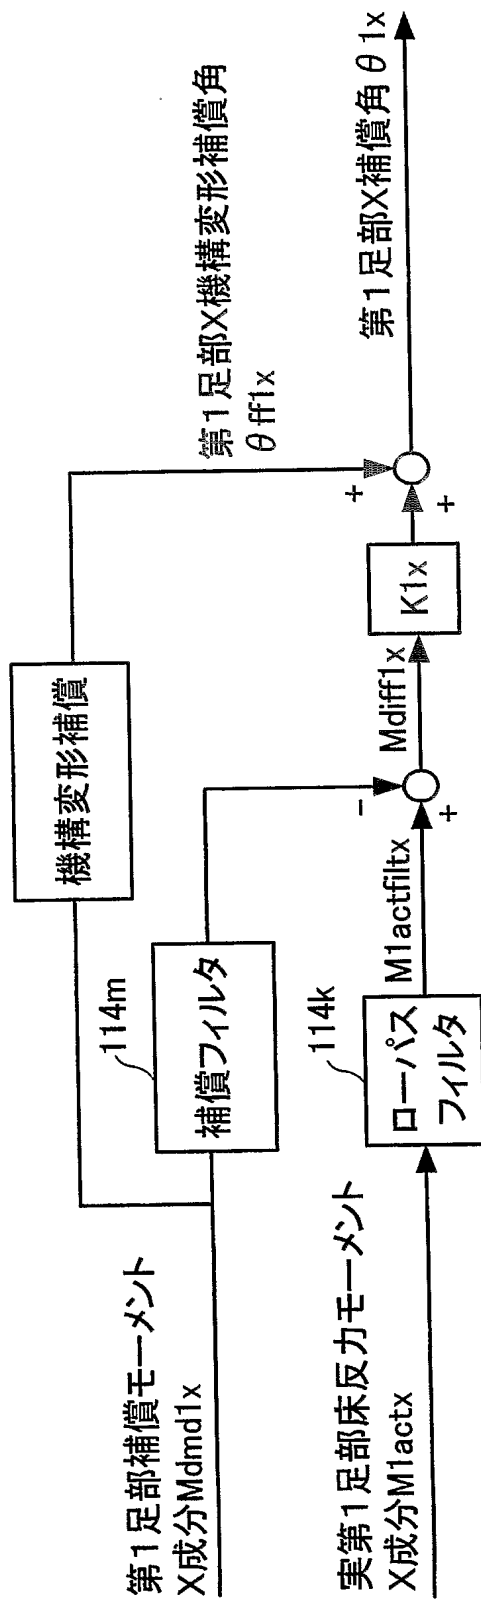 第1足部補償モーメント
X成分Mdmd1x
機構変形補償
第1足部X機構変形補償角
θff1x
114m
補償フィルタ
実第1足部床反力モーメント
X成分M1actx
114k
ローパス
フィルタ
M1actfiltx
-
+
Mdiff1x
K1x
+
+
第1足部X補償角θ1x